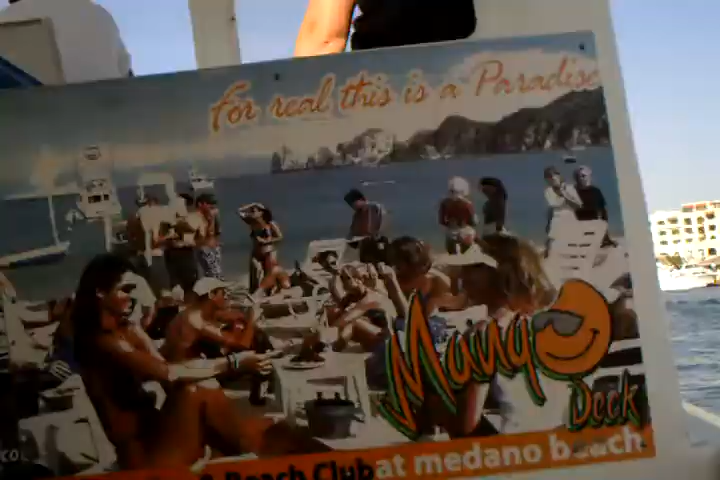 For real this is a Paradise
Mango
Deck
& Beach Club at medano beach